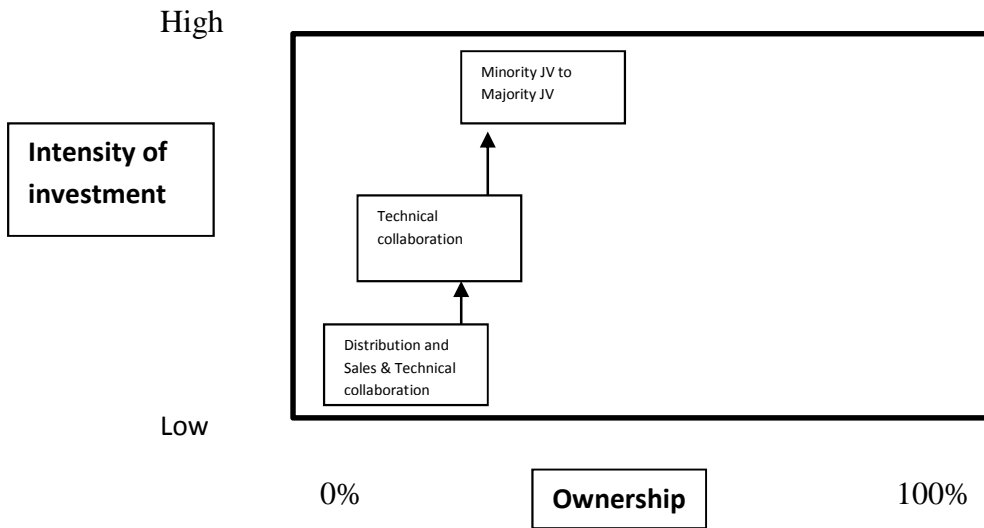 High
Minority JV to
Majority JV
Intensity of
investment
Technical
collaboration
Distribution and
Sales & Technical
collaboration
Low
0%
Ownership
100%